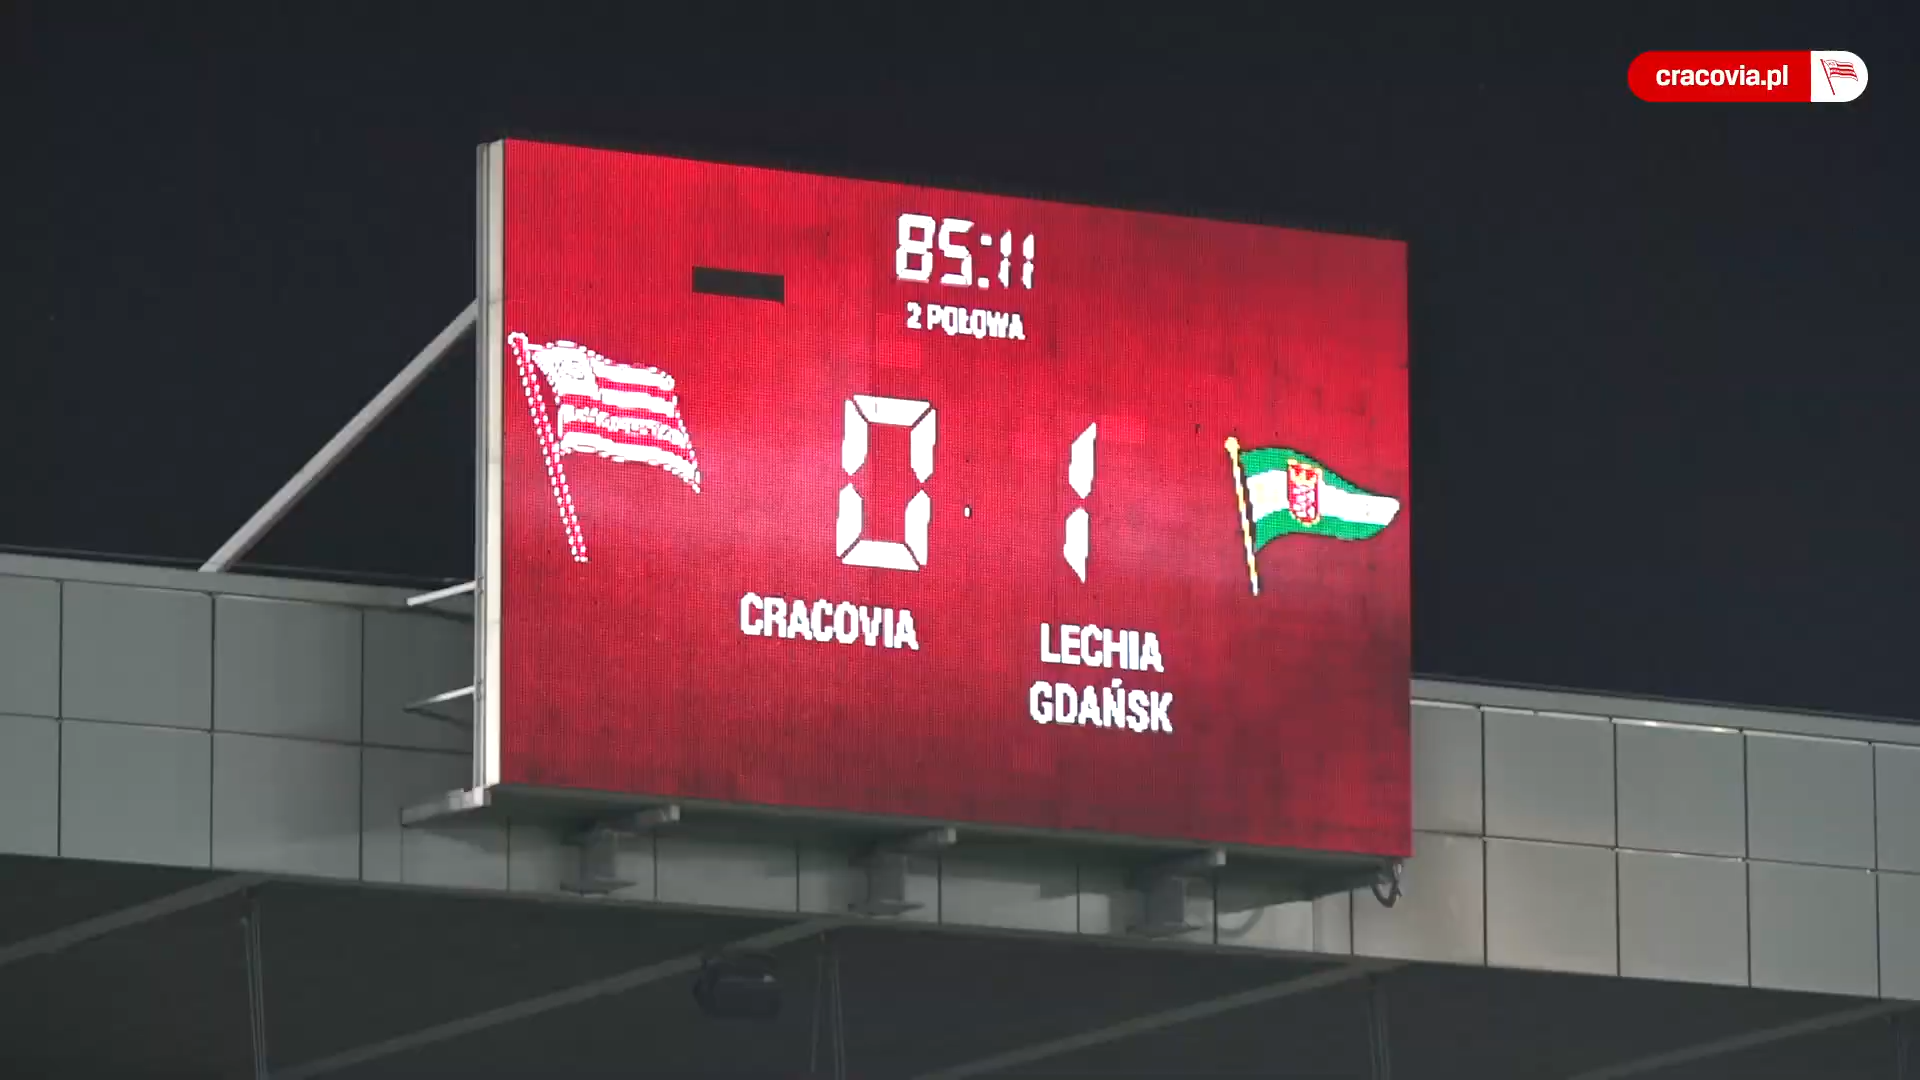 cracovia.pl
85:11
2 POŁOWA
0 1
CRACOVIA
LECHIA
GDAŃSK